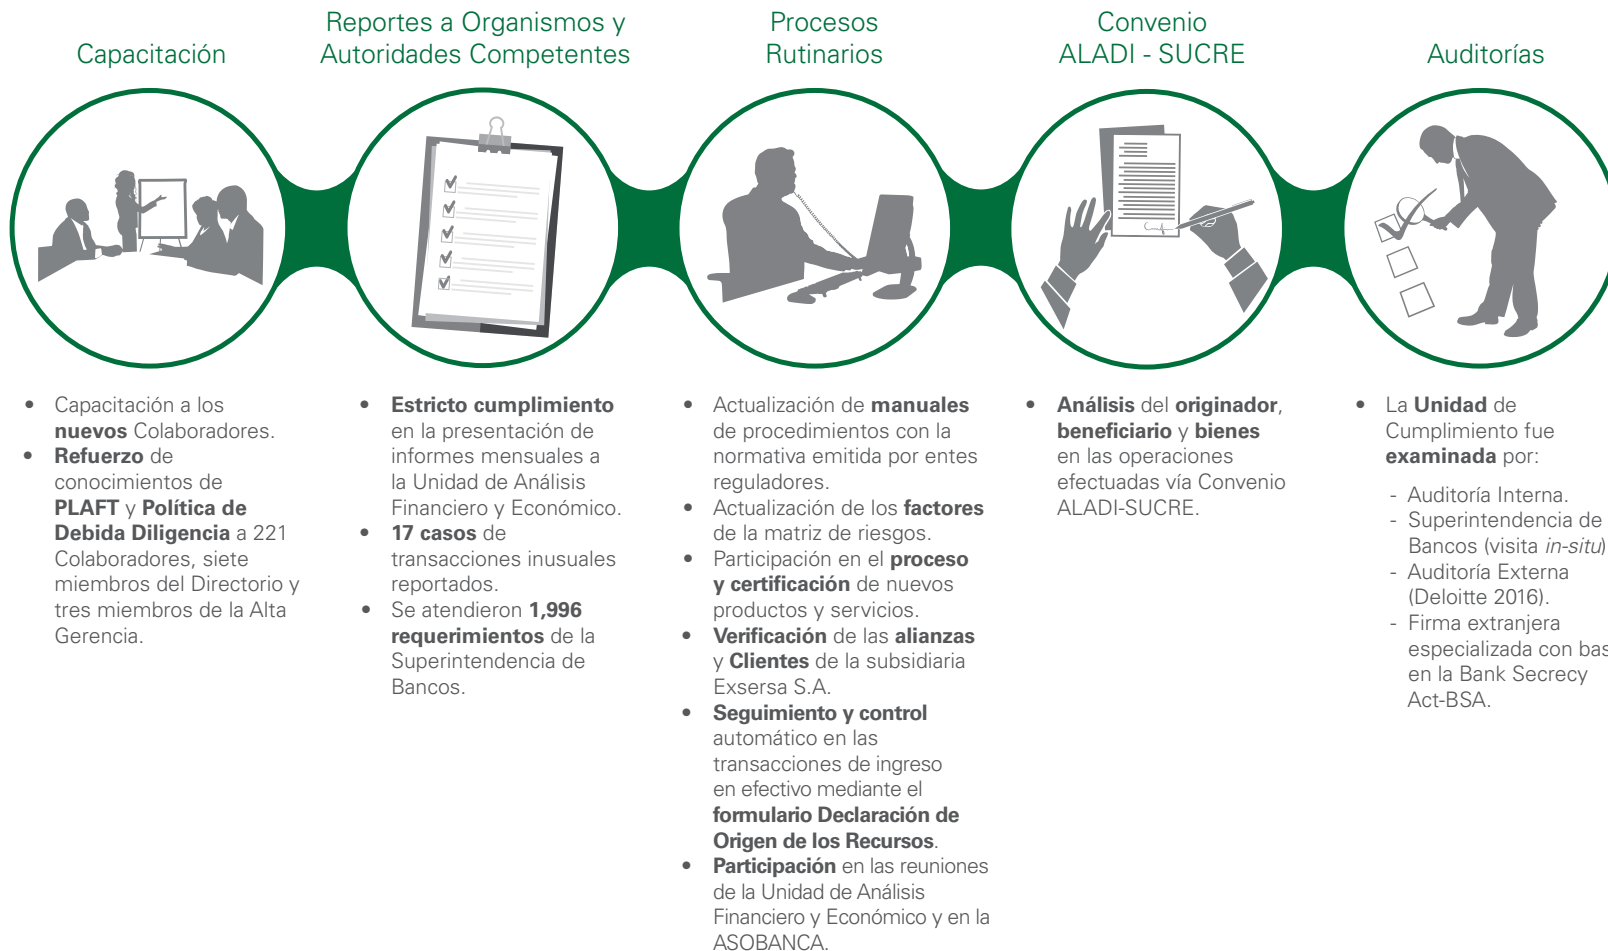 Capacitación
Reportes a Organismos y
Autoridades Competentes
Procesos
Rutinarios
Convenio
ALADI - SUCRE
Auditorías
• Capacitación a los
nuevos Colaboradores.
• Refuerzo de
conocimientos de
PLAFT y Política de
Debida Diligencia a 221
Colaboradores, siete
miembros del Directorio y
tres miembros de la Alta
Gerencia.
• Estricto cumplimiento
en la presentación de
informes mensuales a
la Unidad de Análisis
Financiero y Económico.
• 17 casos de
transacciones inusuales
reportados.
• Se atendieron 1,996
requerimientos de la
Superintendencia de
Bancos.
• Actualización de manuales
de procedimientos con la
normativa emitida por entes
reguladores.
• Actualización de los factores
de la matriz de riesgos.
• Participación en el proceso
y certificación de nuevos
productos y servicios.
• Verificación de las alianzas
y Clientes de la subsidiaria
Exsersa S.A.
• Seguimiento y control
automático en las
transacciones de ingreso
en efectivo mediante el
formulario Declaración de
Origen de los Recursos.
• Participación en las reuniones
de la Unidad de Análisis
Financiero y Económico y en la
ASOBANCA.
• Análisis del originador,
beneficiario y bienes
en las operaciones
efectuadas vía Convenio
ALADI-SUCRE.
• La Unidad de
Cumplimiento fue
examinada por:
- Auditoría Interna.
- Superintendencia de
Bancos (visita in-situ)
- Auditoría Externa
(Deloitte 2016).
- Firma extranjera
especializada con
en la Bank Secrecy
Act-BSA.